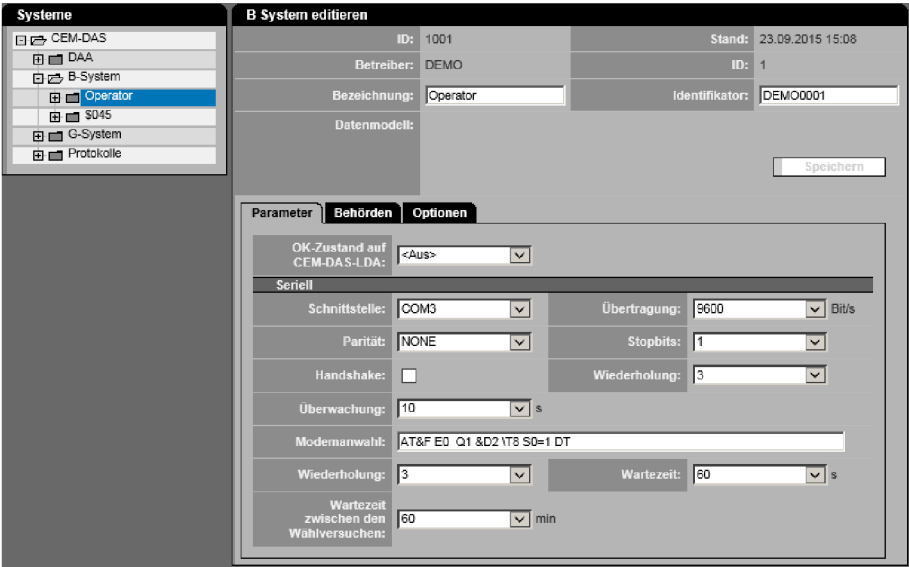 Systeme
CEM-DAS
DAA
B-System
Operator
S045
G-System
Protokolle
B System editieren
ID: 1001 Stand: 23.09.2015 15:08
Betreiber: DEMO ID: 1
Bezeichnung: Operator Identifikator: DEMO0001
Datenmodell:
Speichern
Parameter Behörden Optionen
OK-Zustand auf
CEM-DAS-LDA: <Aus>
Seriell
Schnittstelle: COM3 Übertragung: 9600 Bit/s
Parität: NONE Stopbits: 1
Handshake: Wiederholung: 3
Überwachung: 10 s
Modemanwahl: AT&F E0 Q1 &D2 \T8 S0=1 DT
Wiederholung: 3 Wartezeit: 60 s
Wartezeit
zwischen den
Wählversuchen: 60 min